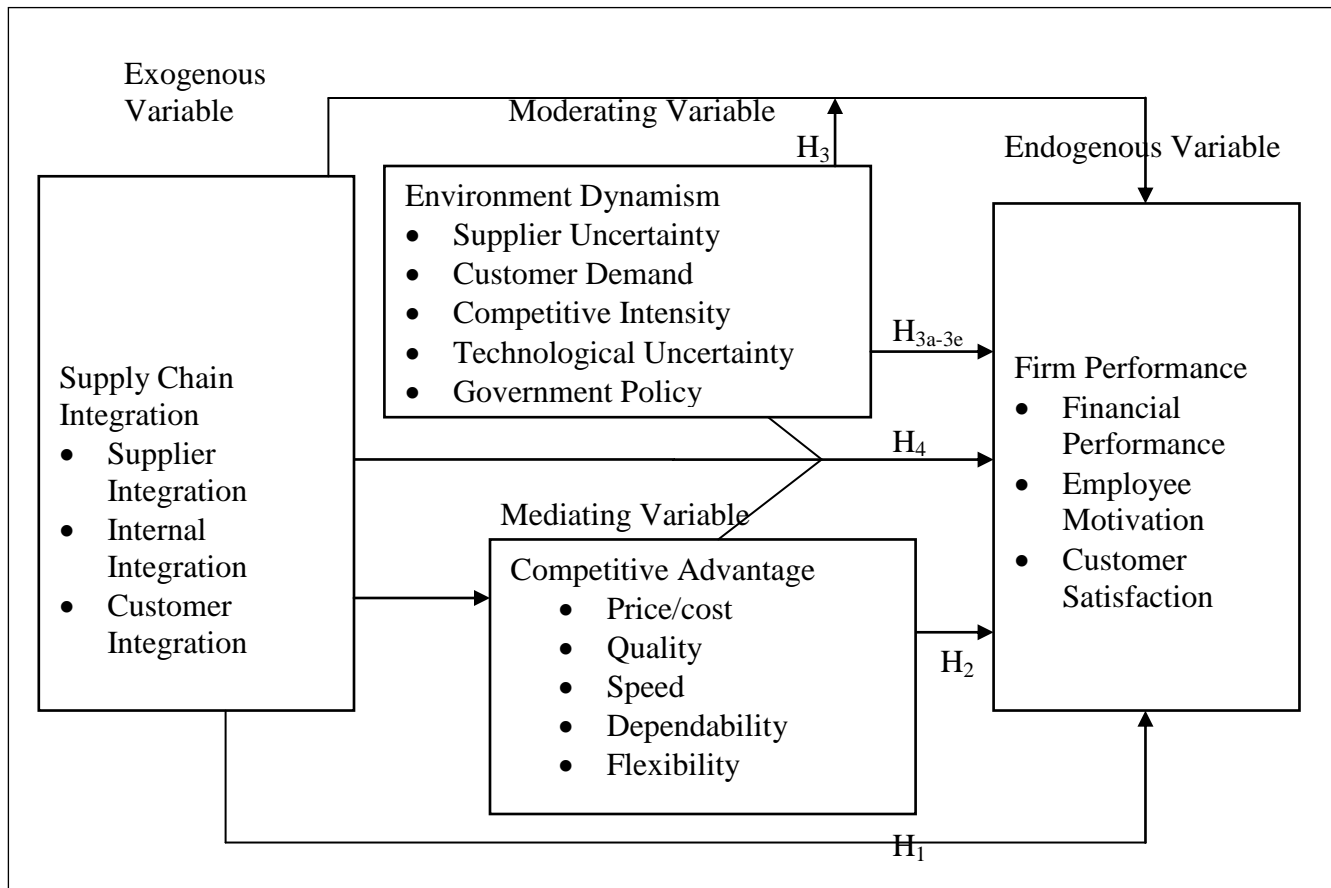 Exogenous
Variable
Moderating Variable
H3
Endogenous Variable
Supply Chain
Integration
• Supplier
Integration
• Internal
Integration
• Customer
Integration
Environment Dynamism
• Supplier Uncertainty
• Customer Demand
• Competitive Intensity
• Technological Uncertainty
• Government Policy
H3a-3e
H4
Mediating Variable
Competitive Advantage
• Price/cost
• Quality
• Speed
• Dependability
• Flexibility
H2
Firm Performance
• Financial
Performance
• Employee
Motivation
• Customer
Satisfaction
H1